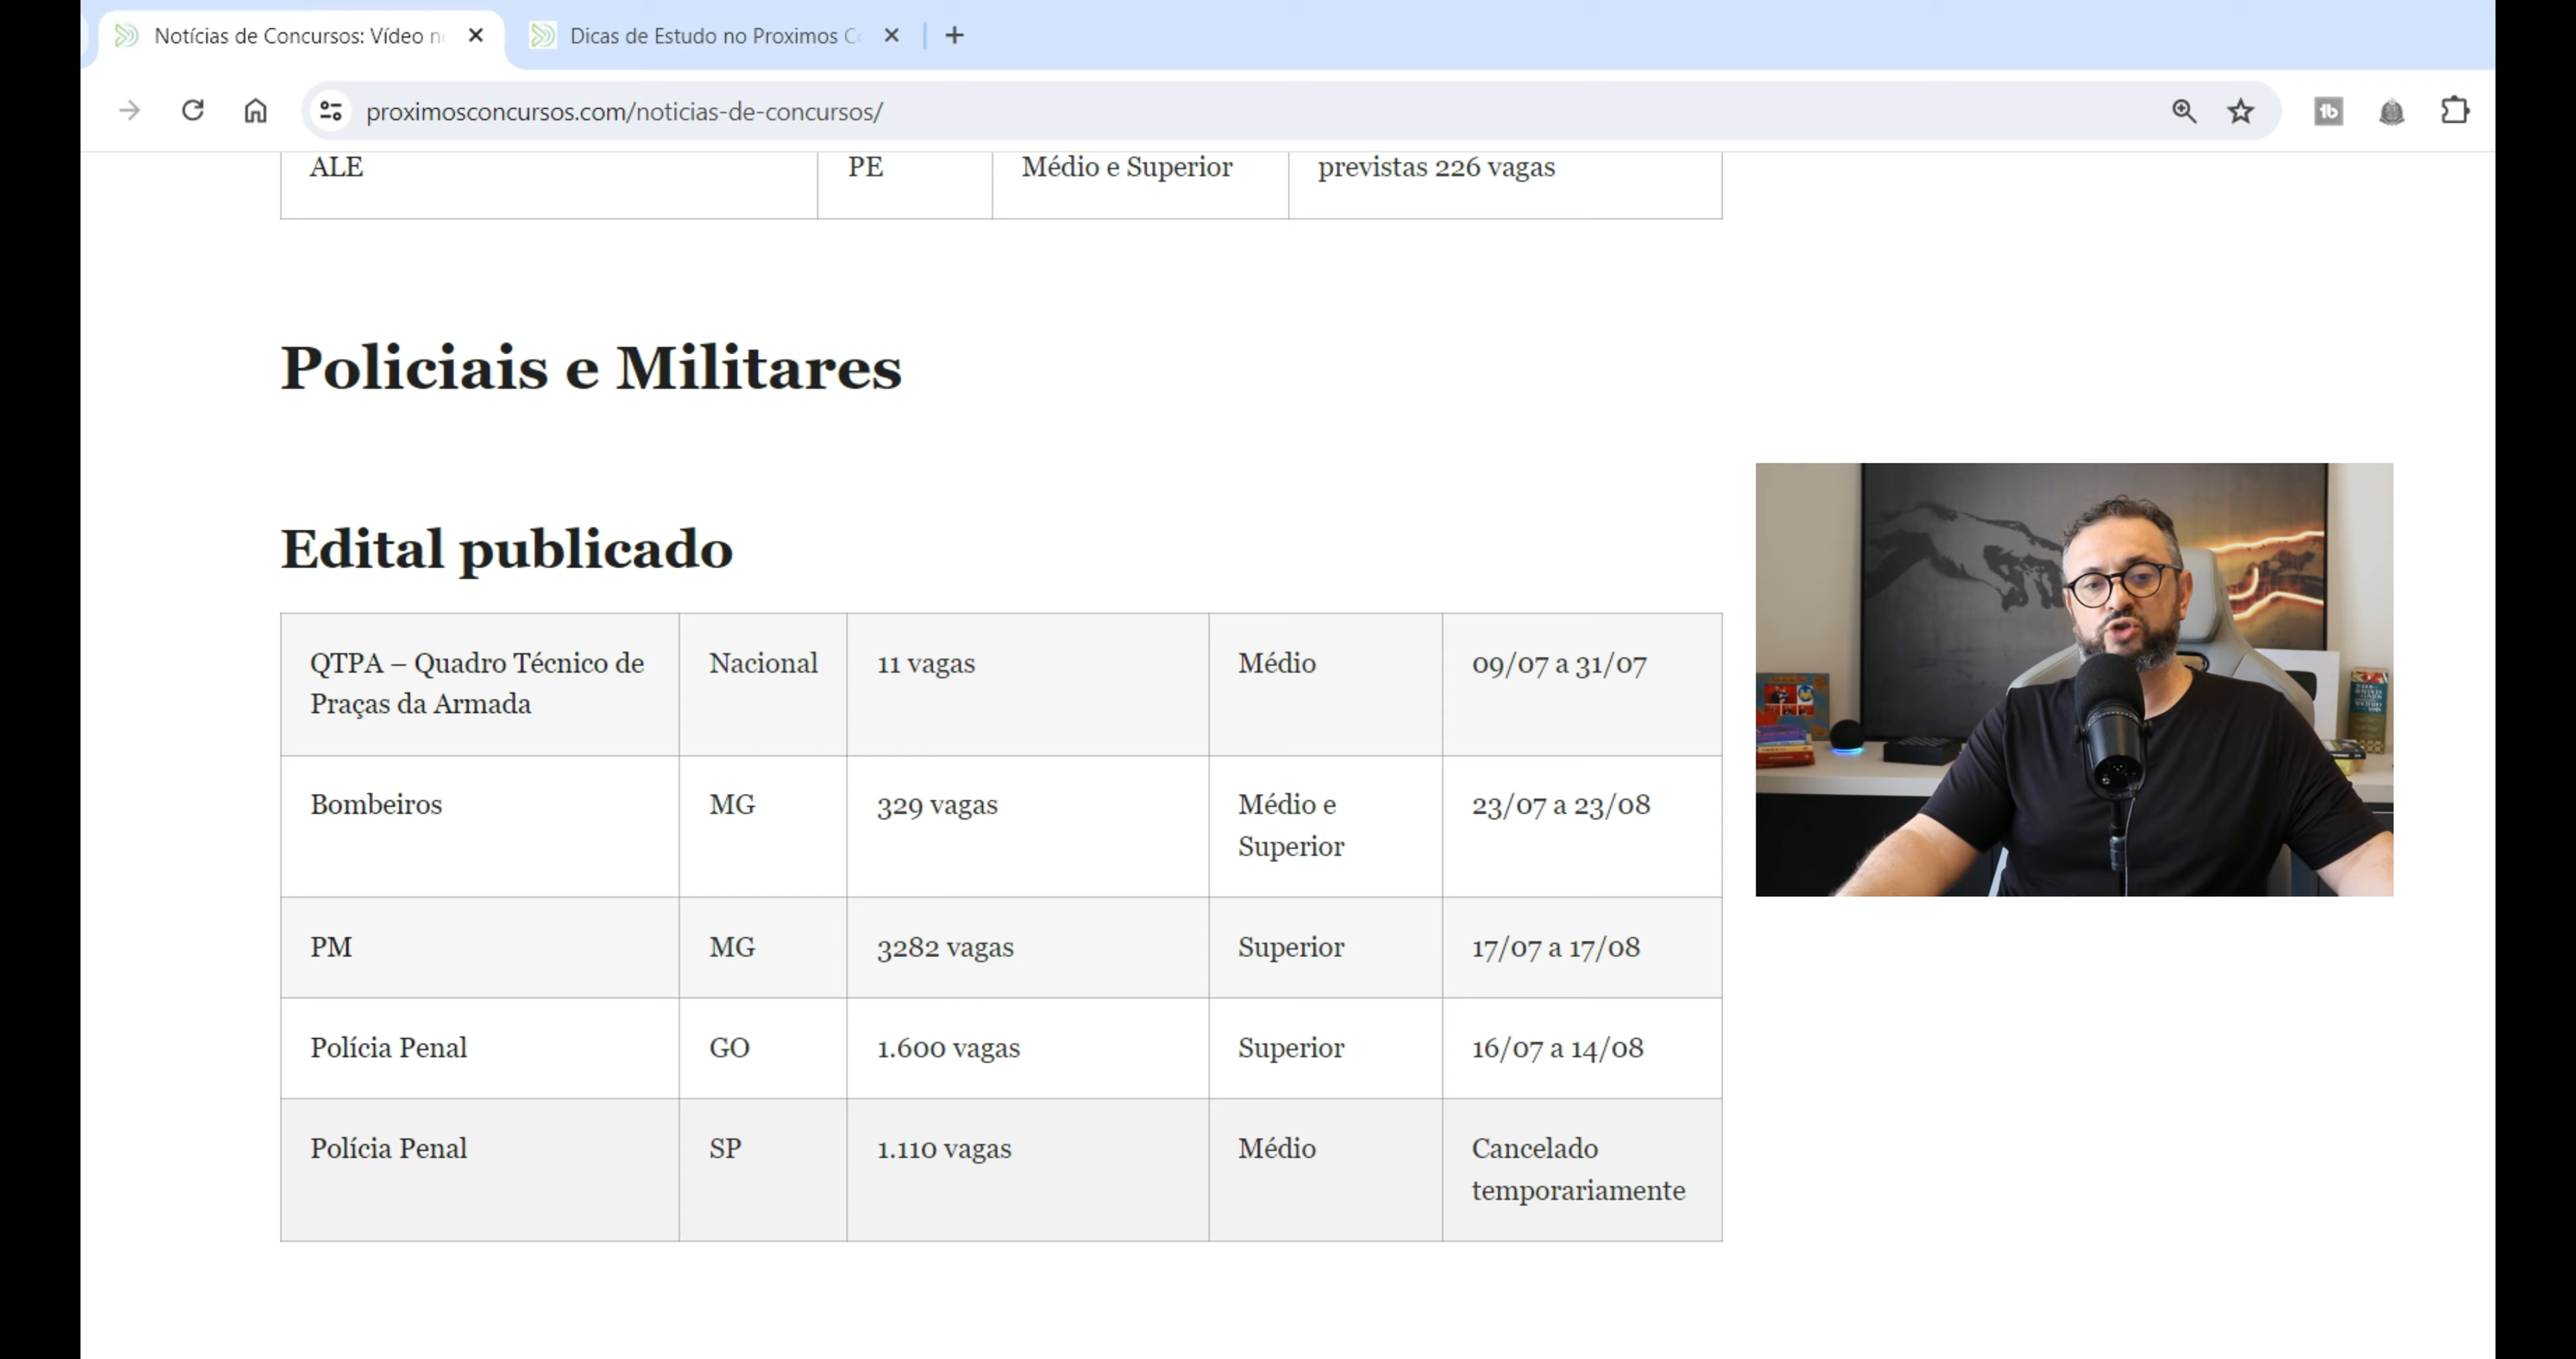 Notícias de Concursos: Vídeo n
Dicas de Estudo no Proximos C
proximosconcursos.com/noticias-de-concursos/
tb
ALE PE Médio e Superior previstas 226 vagas
Policiais e Militares
Edital publicado
QTPA – Quadro Técnico de Nacional 11 vagas Médio 09/07 a 31/07
Praças da Armada
Bombeiros MG 329 vagas Médio e 23/07 a 23/08
Superior
PM MG 3282 vagas Superior 17/07 a 17/08
Polícia Penal GO 1.600 vagas Superior 16/07 a 14/08
Polícia Penal SP 1.110 vagas Médio Cancelado
temporariamente